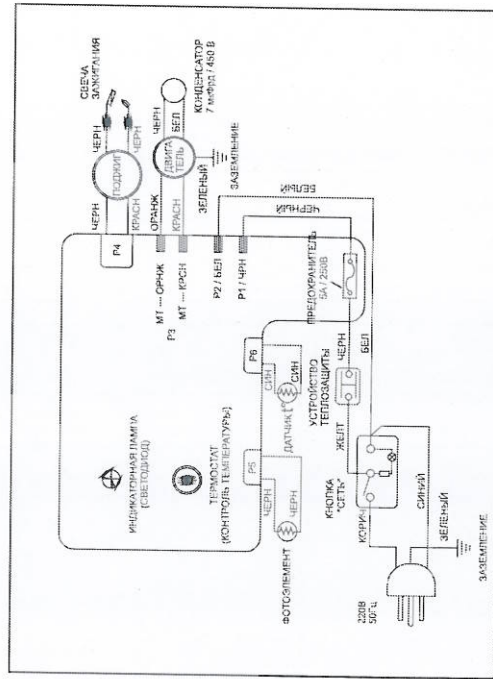 СВЕЧА
ЗАЖИГАНИЯ
ЧЕРН
ЧЕРН
ПОДЖИГ
ЧЕРН
КРАСН
P4
КОНДЕНСАТОР
7 мкФрд / 450 В
ЧЕРН
БЕЛ
ДВИГА
ТЕЛЬ
ОРАНЖ
КРАСН
ЗЕЛЕНЫЙ
ЗАЗЕМЛЕНИЕ
МТ ---- ОРНЖ
P3
МТ ---- КРСН
P2 / БЕЛ
P1 / ЧРН
БЕЛЫЙ
ЧЕРНЫЙ
ИНДИКАТОРНАЯ ЛАМПА
[СВЕТОДИОД]
ТЕРМОСТАТ
(КОНТРОЛЬ ТЕМПЕРАТУРЫ)
P5
ЧЕРН
ЧЕРН
ФОТОЭЛЕМЕНТ
P6
СИН
СИН
ДАТЧИК t°
ПРЕДОХРАНИТЕЛЬ
5А / 250В
ЧЕРН
БЕЛ
УСТРОЙСТВО
ТЕПЛОЗАЩИТЫ
ЖЕЛТ
КНОПКА
"СЕТЬ"
КОРИЧ
СИНИЙ
ЗЕЛЕНЫЙ
ЗАЗЕМЛЕНИЕ
220В
50Гц